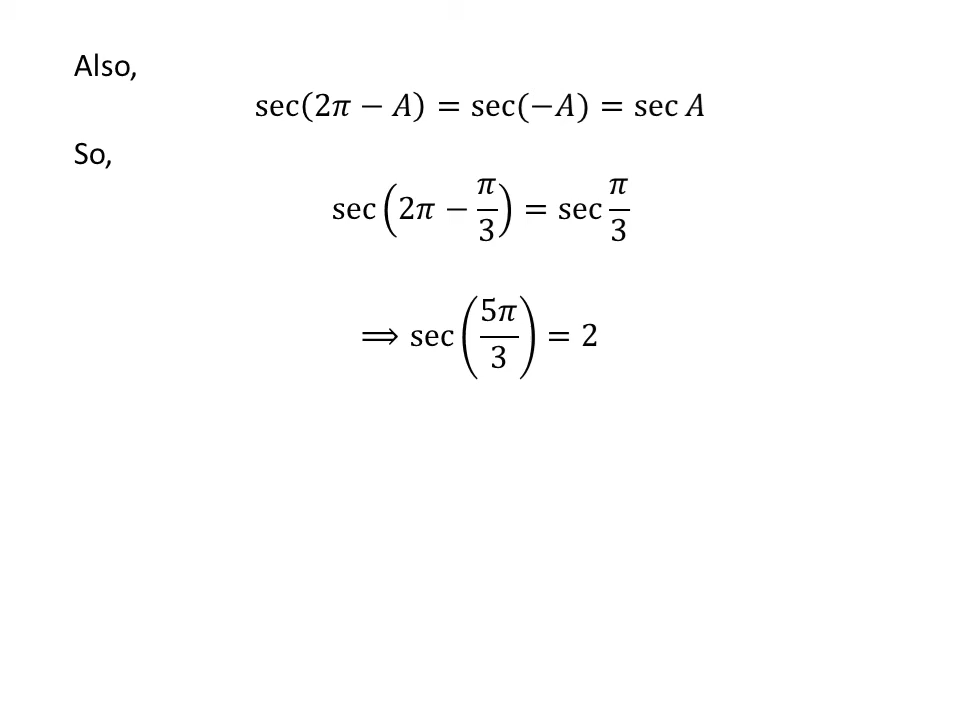 Also,
sec(2𝜋 − 𝐴) = sec(−𝐴) = sec 𝐴
So,
sec(2𝜋 − 𝜋/3) = sec 𝜋/3
⟹ sec(5𝜋/3) = 2